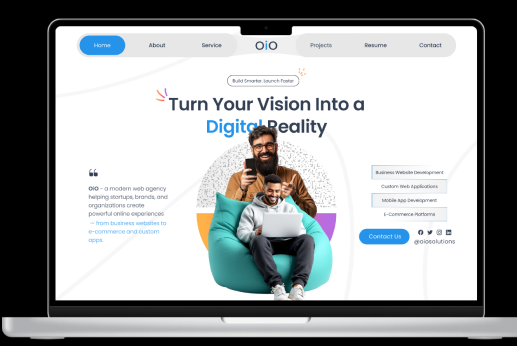 Home About Service OiO Projects Resume Contact
Build Smarter. Launch Faster
Turn Your Vision Into a
Digital Reality
OiO - a modern web agency
helping startups, brands, and
organizations create
powerful online experiences
— from business websites to
e-commerce and custom
apps.
Business Website Development
Custom Web Applications
Mobile App Development
E-Commerce Platforms
Contact Us
@oiosolutions